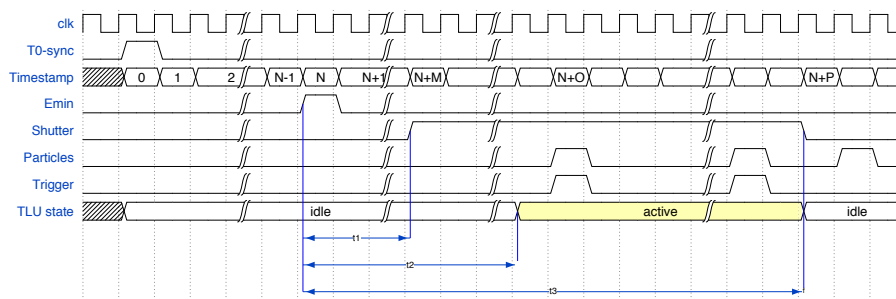 clk
T0-sync
Timestamp 0 1 2 N-1 N N+1 N+M N+O N+P
Emin
Shutter
Particles
Trigger
TLU state idle active idle
t1
t2
t3